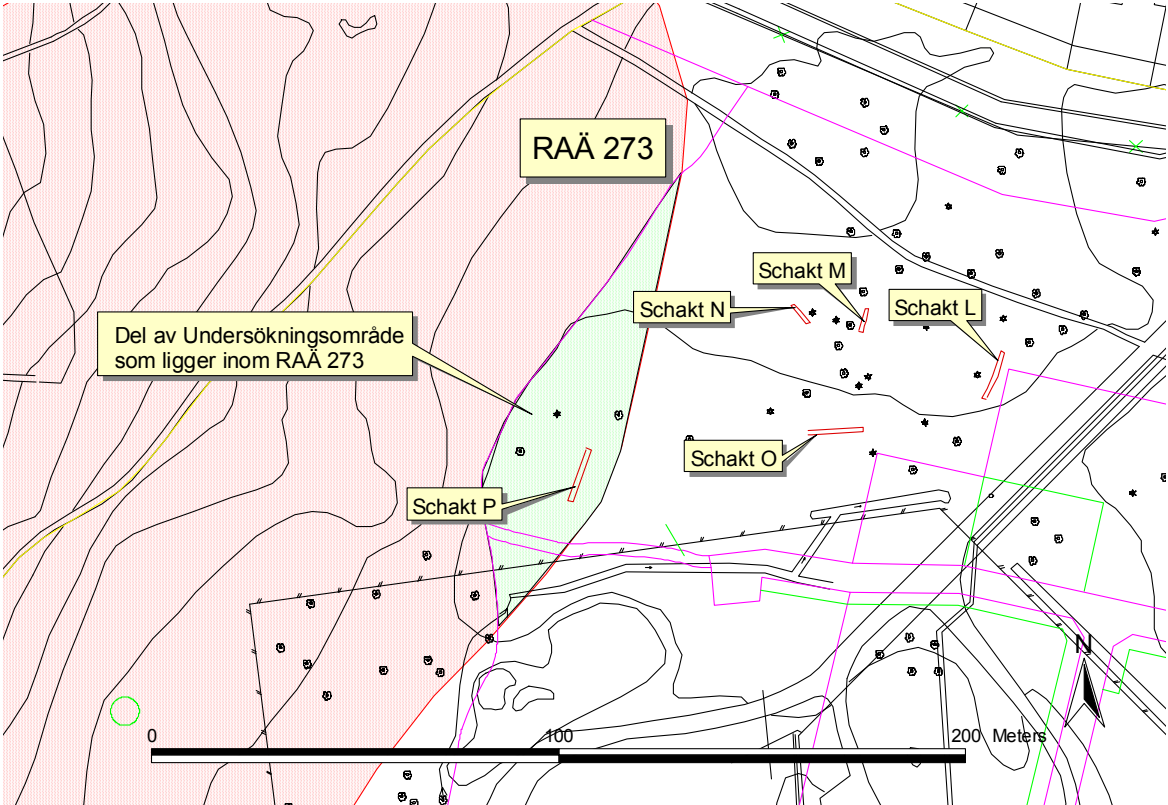 RAÄ 273
Schakt M
Schakt N
Schakt L
Del av Undersökningsområde
som ligger inom RAÄ 273
Schakt O
Schakt P
N
0 100 200 Meters